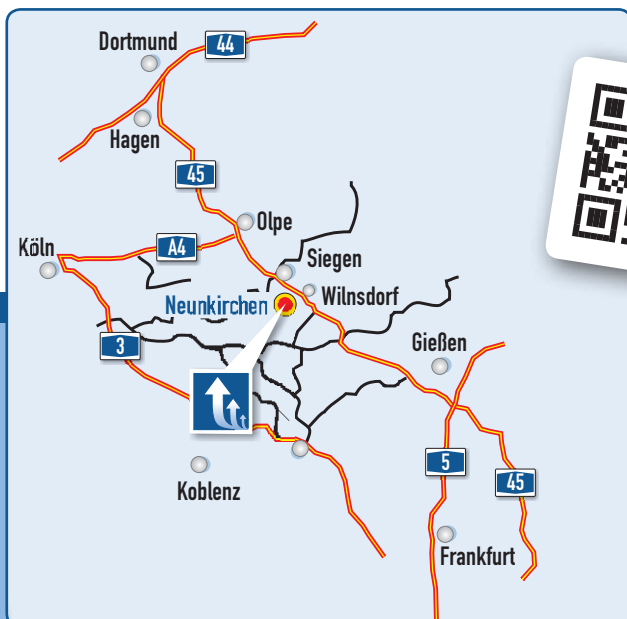 Dortmund
44
Hagen
45
Olpe
A4
Köln
Siegen
Wilnsdorf
Neunkirchen
3
Gießen
Koblenz
5
45
Frankfurt